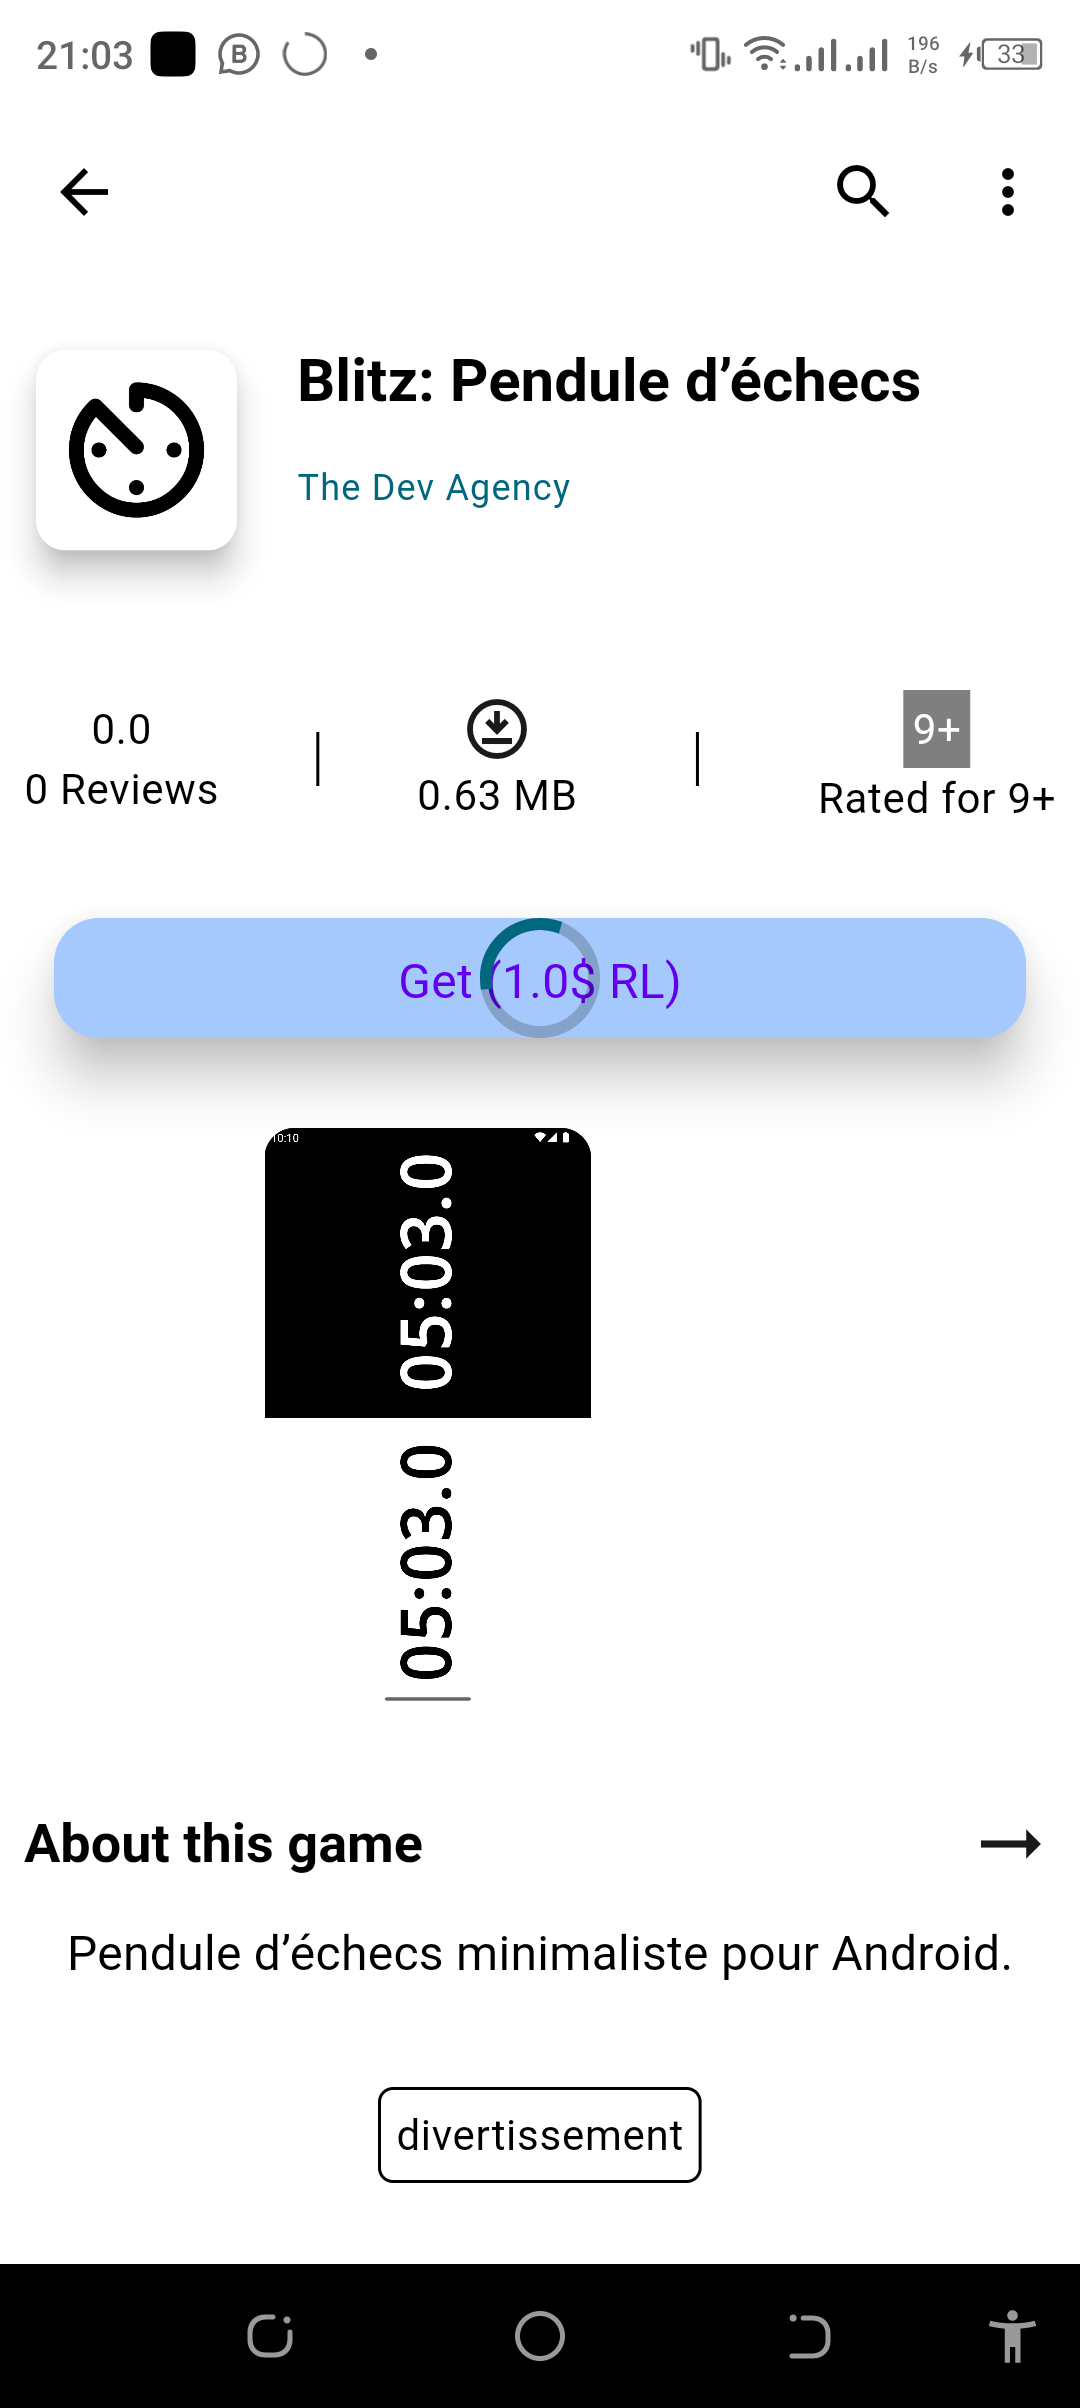 21:03
B
196
B/s
33
Blitz: Pendule d’échecs
The Dev Agency
0.0
0 Reviews
0.63 MB
9+
Rated for 9+
Get (1.0$ RL)
10:10
05:03.0
05:03.0
About this game
Pendule d’échecs minimaliste pour Android.
divertissement